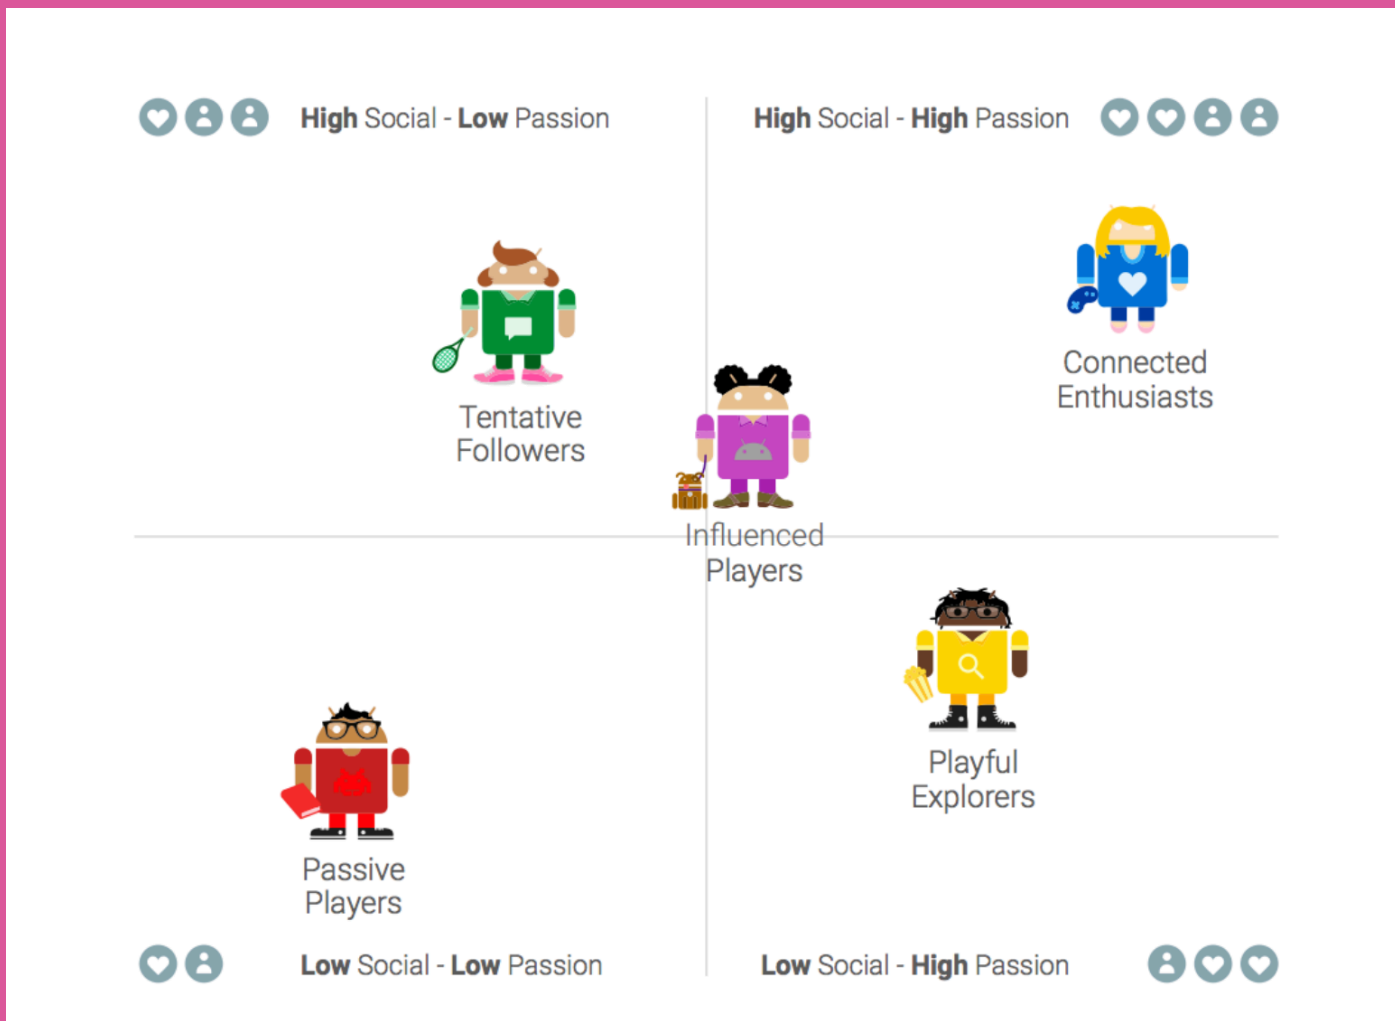 High Social - Low Passion
High Social - High Passion
Tentative
Followers
Connected
Enthusiasts
Influenced
Players
Playful
Explorers
Passive
Players
Low Social - Low Passion
Low Social - High Passion